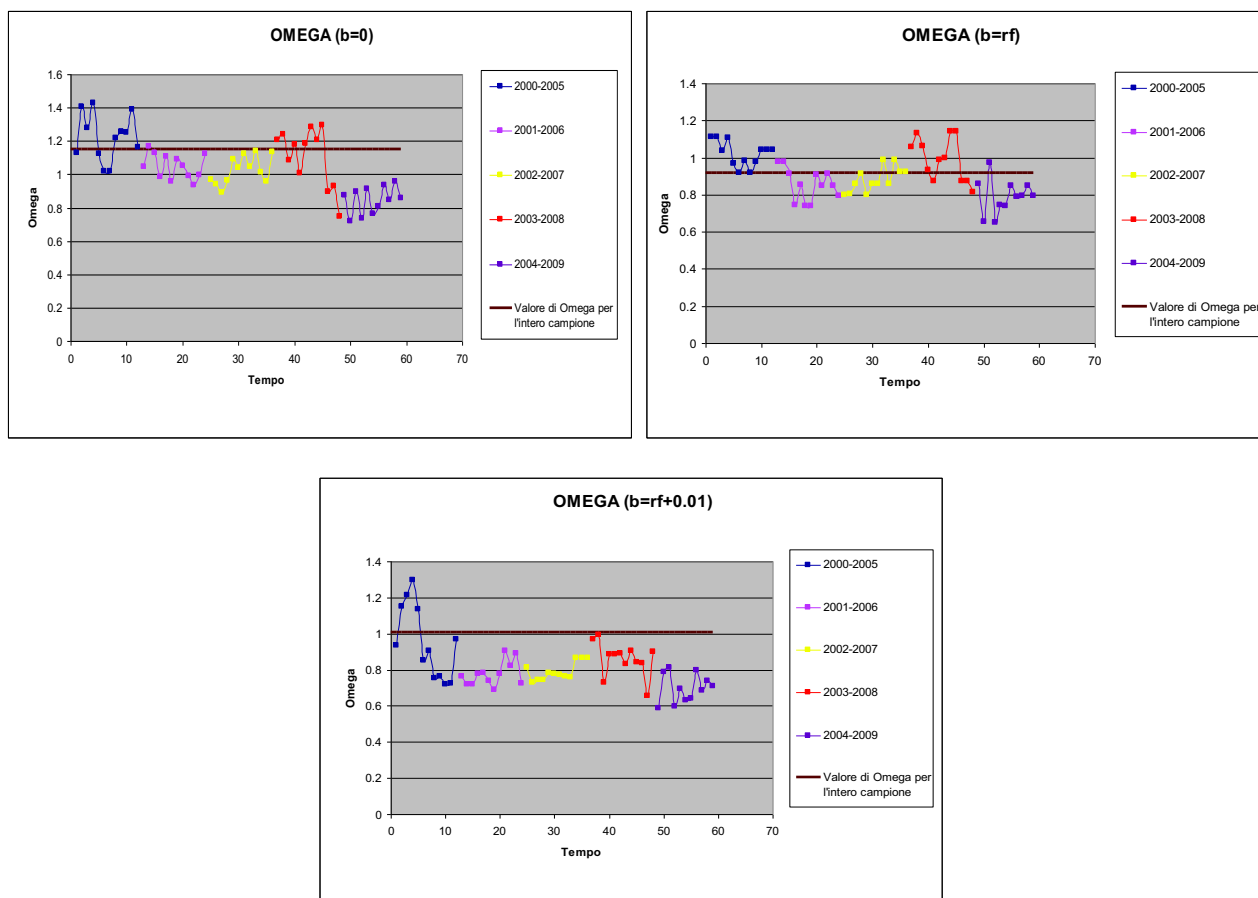 OMEGA (b=0)
1.6
1.4
1.2
1
0.8
0.6
0.4
0.2
0
Omega
0 10 20 30 40 50 60 70
Tempo
2000-2005
2001-2006
2002-2007
2003-2008
2004-2009
Valore di Omega per
l'intero campione
OMEGA (b=rf)
1.4
1.2
1
0.8
0.6
0.4
0.2
0
Omega
0 10 20 30 40 50 60 70
Tempo
2000-2005
2001-2006
2002-2007
2003-2008
2004-2009
Valore di Omega per
l'intero campione
OMEGA (b=rf+0.01)
1.4
1.2
1
0.8
0.6
0.4
0.2
0
Omega
0 10 20 30 40 50 60 70
Tempo
2000-2005
2001-2006
2002-2007
2003-2008
2004-2009
Valore di Omega per
l'intero campione